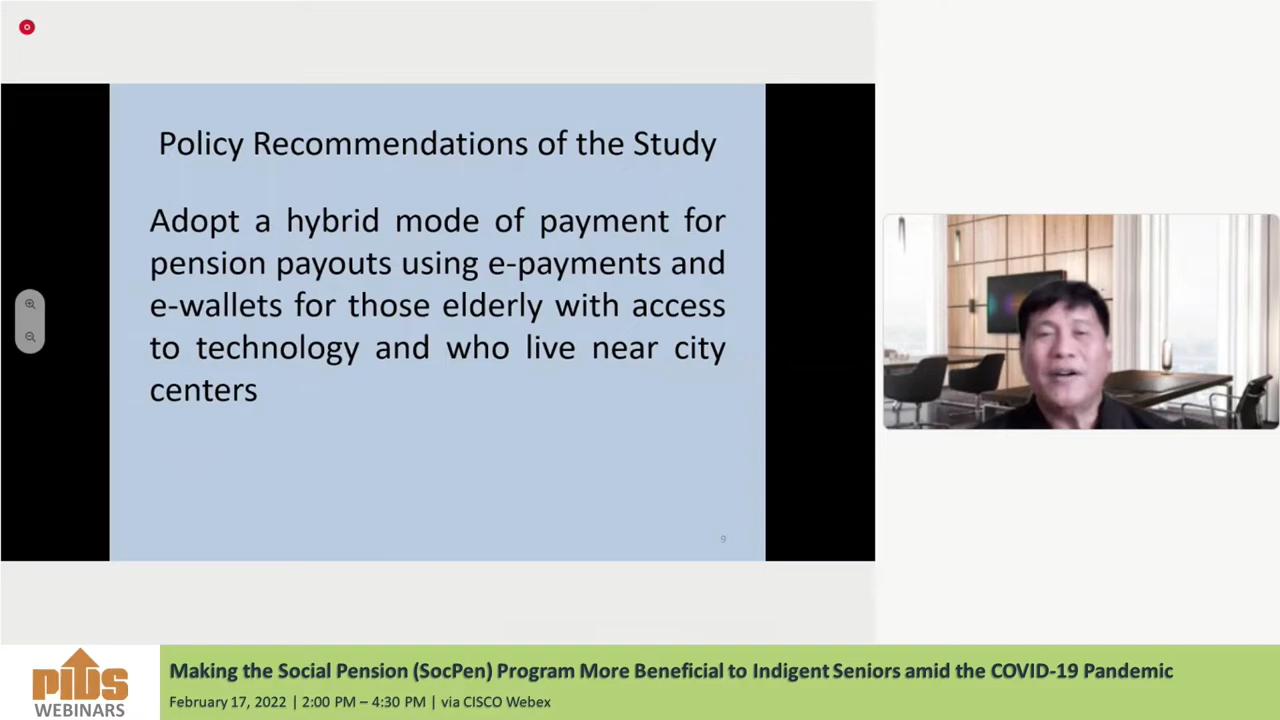 Policy Recommendations of the Study
Adopt a hybrid mode of payment for
pension payouts using e-payments and
e-wallets for those elderly with access
to technology and who live near city
centers
9
pids
WEBINARS
Making the Social Pension (SocPen) Program More Beneficial to Indigent Seniors amid the COVID-19 Pandemic
February 17, 2022 | 2:00 PM – 4:30 PM | via CISCO Webex